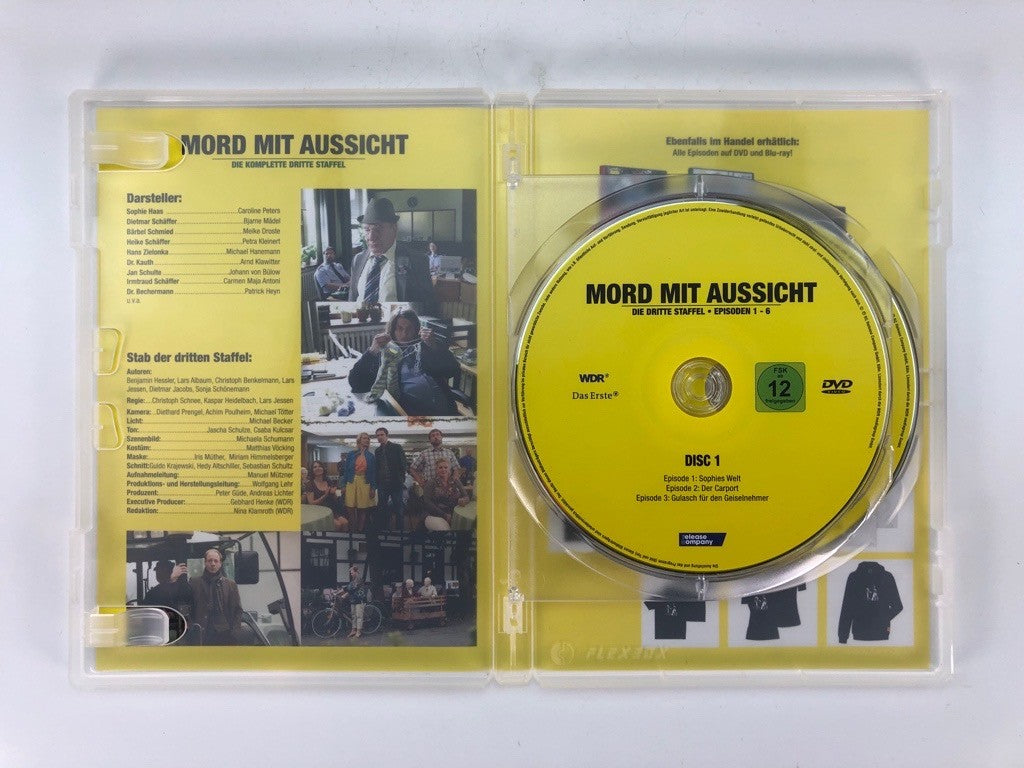 MORD MIT AUSSICHT
DIE KOMPLETTE DRITTE STAFFEL
Darsteller:
Sophie Haas Caroline Peters
Dietmar Schäffer Bjarne Mädel
Bärbel Schmied Meike Droste
Heike Schäffer Petra Kleinert
Hans Zielonka Michael Hanemann
Dr. Kauth Arnd Klawitter
Jan Schulte Johann von Bülow
Irmtraud Schäffer Carmen Maja Antoni
Dr. Bechermann Patrick Heyn
u.v.a.
Stab der dritten Staffel:
Autoren:
Benjamin Hessler, Lars Albaum, Christoph Benkelmann, Lars
Jessen, Dietmar Jacobs, Sonja Schönemann
Regie: Christoph Schnee, Kaspar Heidelbach, Lars Jessen
Kamera: Diethard Prengel, Achim Poulheim, Michael Tötter
Licht: Michael Becker
Ton: Jascha Schulze, Csaba Kulcsar
Szenenbild: Michaela Schumann
Kostüm: Matthias Vöcking
Maske: Iris Müther, Miriam Himmelsberger
Schnitt: Guido Krajewski, Hedy Altschiller, Sebastian Schultz
Aufnahmeleitung: Manuel Mützner
Produktions- und Herstellungsleitung: Wolfgang Lehr
Produzent: Peter Güde, Andreas Lichter
Executive Producer: Gebhard Henke (WDR)
Redaktion: Nina Klamroth (WDR)
Ebenfalls im Handel erhätlich:
Alle Episoden auf DVD und Blu-ray!
MORD MIT AUSSICHT
DIE DRITTE STAFFEL • EPISODEN 1 - 6
WDR
Das Erste
FSK
ab
12
freigegeben
DVD
VIDEO
DISC 1
Episode 1: Sophies Welt
Episode 2: Der Carport
Episode 3: Gulasch für den Geiselnehmer
release
company
FLEXBOX